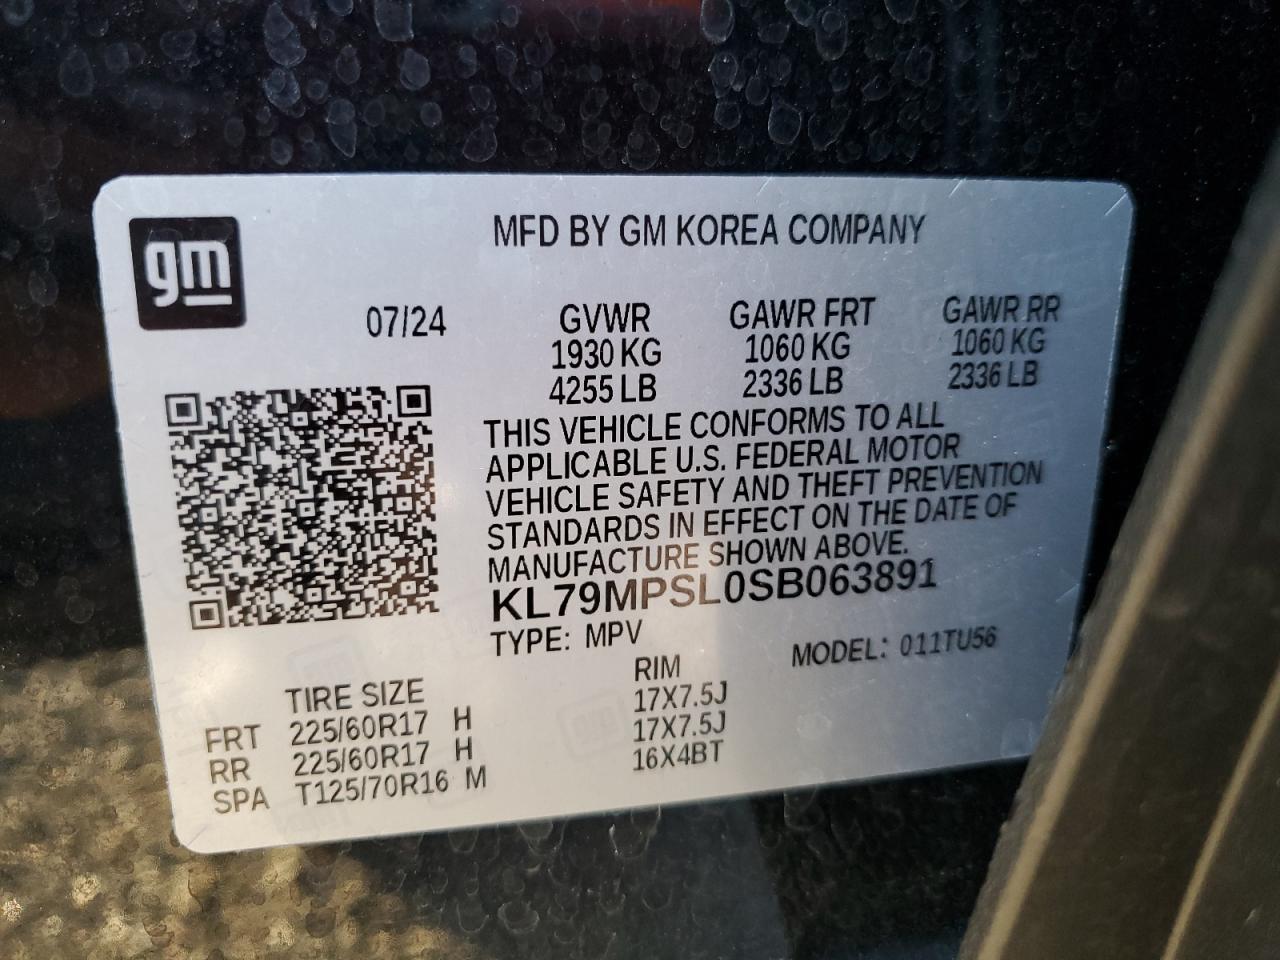 gm
MFD BY GM KOREA COMPANY
07/24
GVWR GAWR FRT GAWR RR
1930 KG 1060 KG 1060 KG
4255 LB 2336 LB 2336 LB
THIS VEHICLE CONFORMS TO ALL
APPLICABLE U.S. FEDERAL MOTOR
VEHICLE SAFETY AND THEFT PREVENTION
STANDARDS IN EFFECT ON THE DATE OF
MANUFACTURE SHOWN ABOVE.
KL79MPSL0SB063891
TYPE: MPV MODEL: 011TU56
TIRE SIZE RIM
FRT 225/60R17 H 17X7.5J
RR 225/60R17 H 17X7.5J
SPA T125/70R16 M 16X4BT